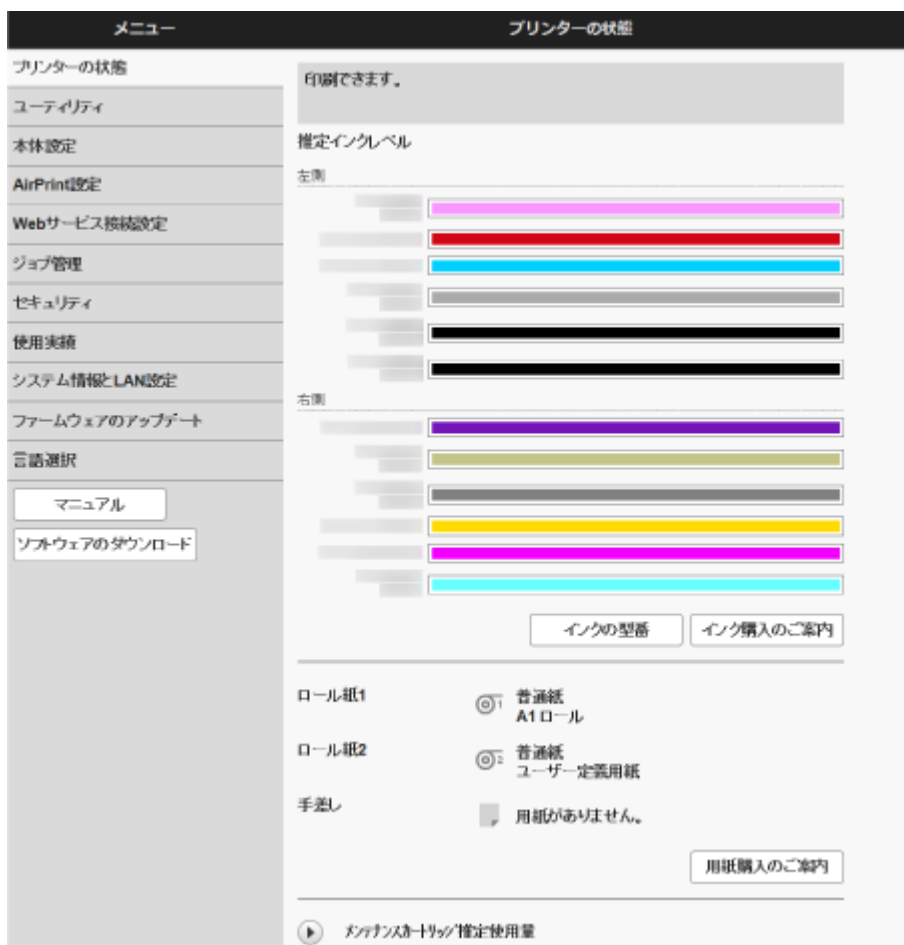 メニュー
プリンターの状態
プリンターの状態
ユーティリティ
本体設定
AirPrint設定
Webサービス接続設定
ジョブ管理
セキュリティ
使用実績
システム情報とLAN設定
ファームウェアのアップデート
言語選択
マニュアル
ソフトウェアのダウンロード
印刷できます。
推定インクレベル
左側
右側
インクの型番
インク購入のご案内
ロール紙1
1 普通紙
A1 ロール
ロール紙2
2 普通紙
ユーザー定義用紙
手差し
用紙がありません。
用紙購入のご案内
メンテナンスカートリッジ推定使用量